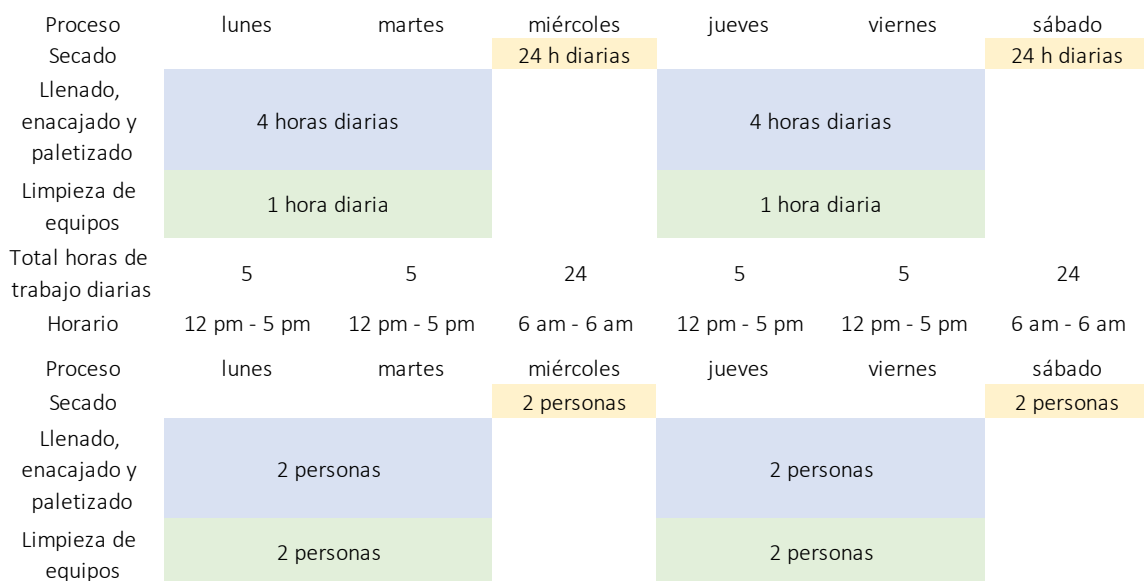 Proceso lunes martes miércoles jueves viernes sábado
Secado 24 h diarias 24 h diarias
Llenado,
enacajado y 4 horas diarias 4 horas diarias
paletizado
Limpieza de
equipos 1 hora diaria 1 hora diaria
Total horas de
trabajo diarias 5 5 24 5 5 24
Horario 12 pm - 5 pm 12 pm - 5 pm 6 am - 6 am 12 pm - 5 pm 12 pm - 5 pm 6 am - 6 am
Proceso lunes martes miércoles jueves viernes sábado
Secado 2 personas 2 personas
Llenado,
enacajado y 2 personas 2 personas
paletizado
Limpieza de
equipos 2 personas 2 personas